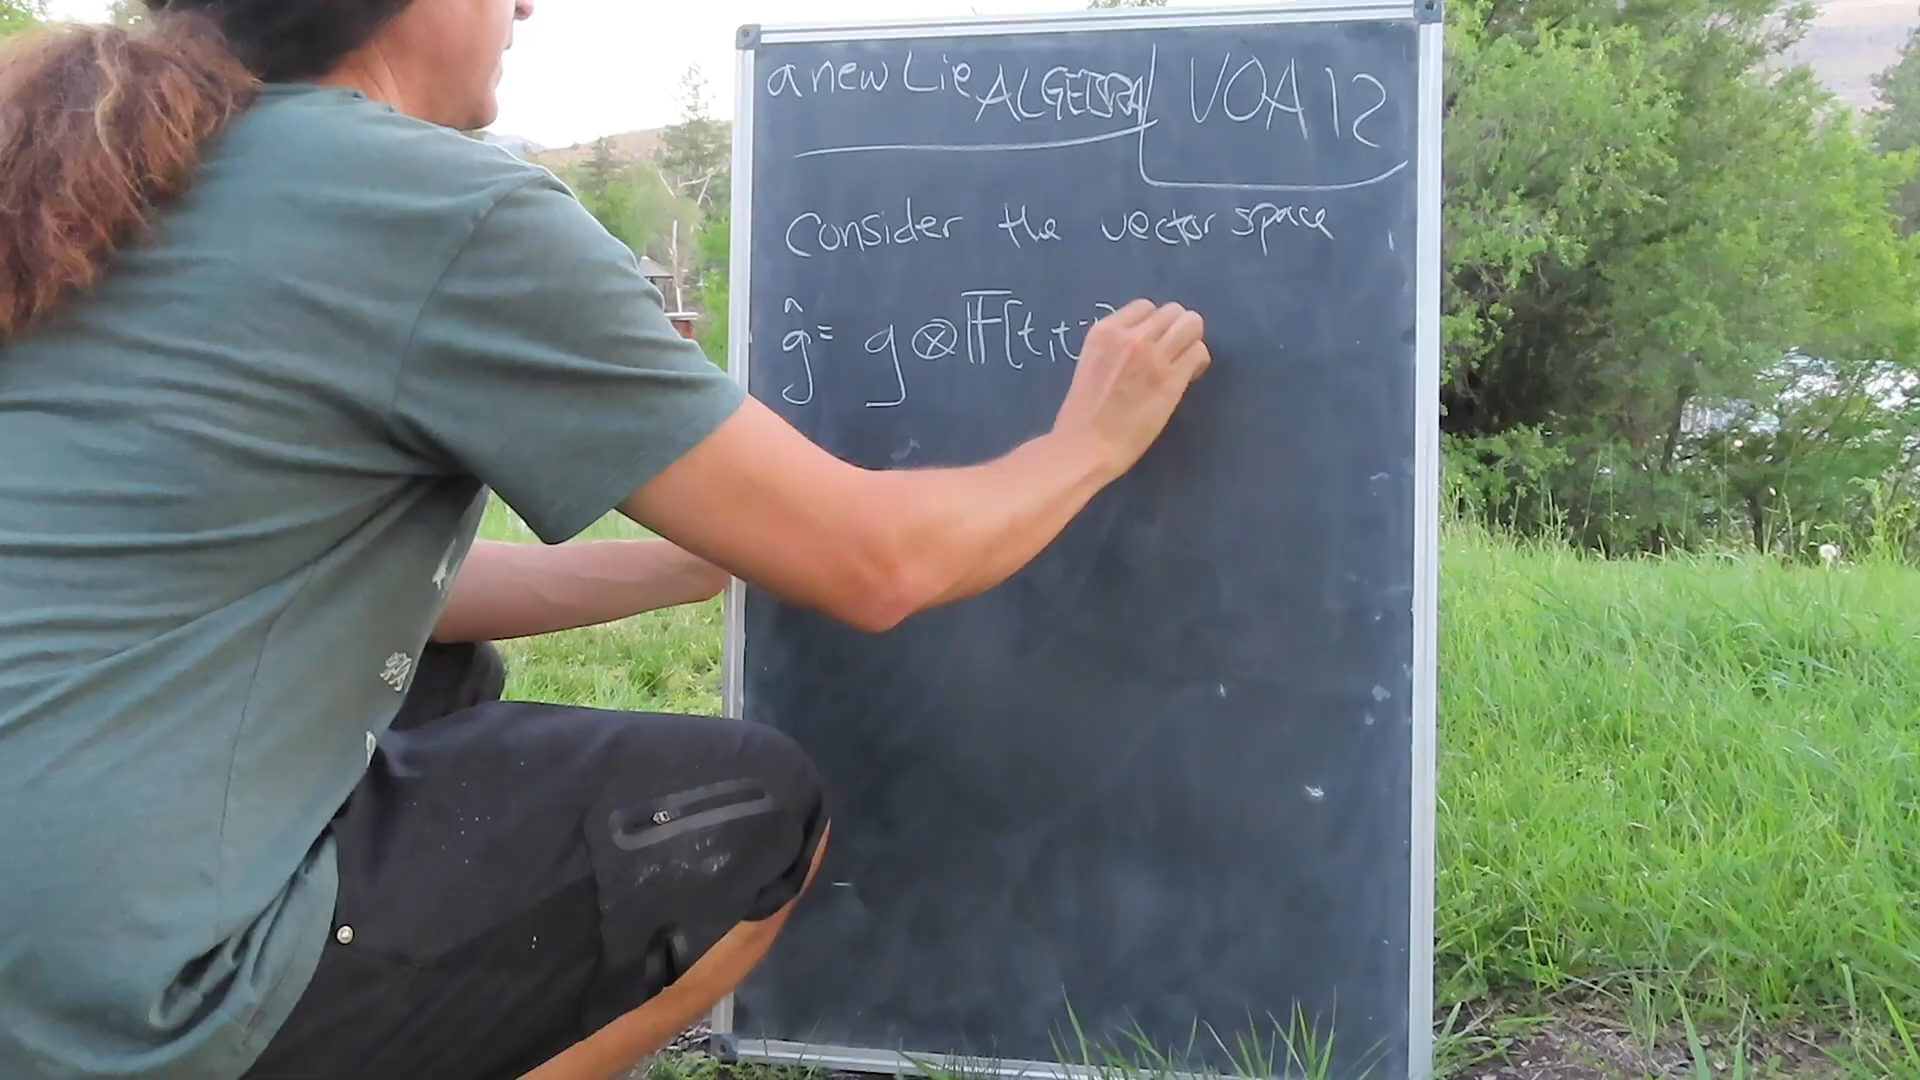 a new Lie ALGEBRA VOA 12
Consider the vector space
ĝ = g ⊗ 𝔽[t, t⁻